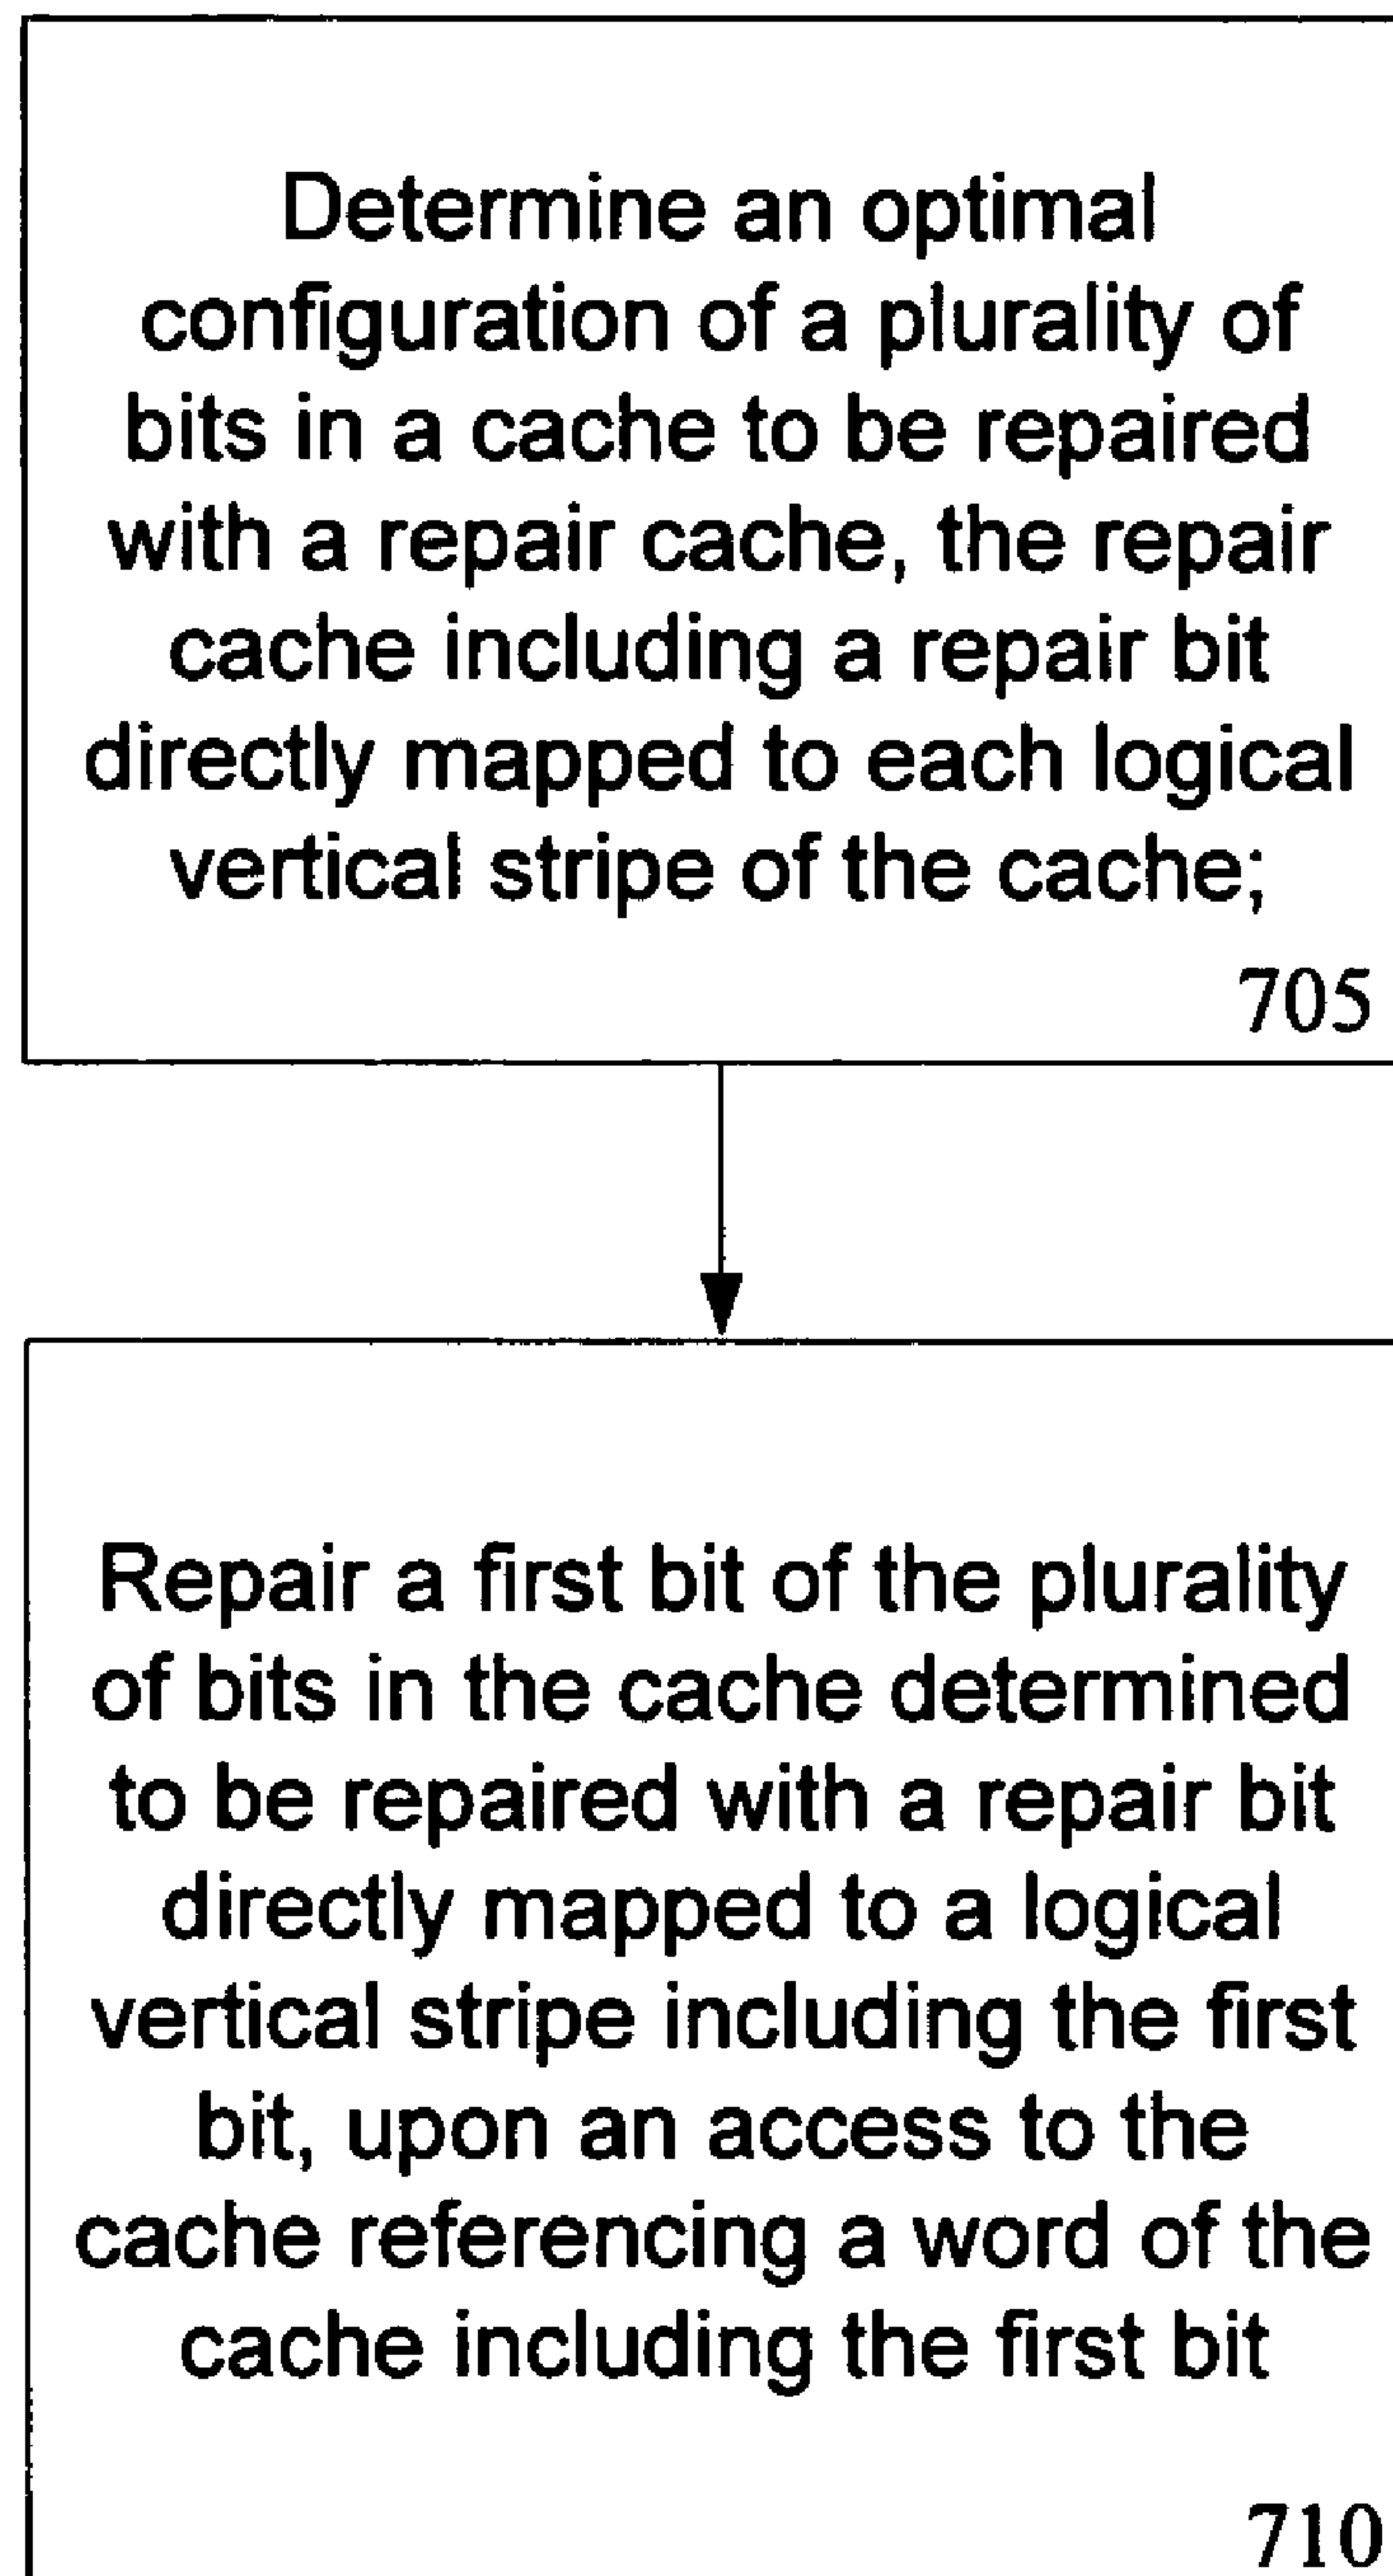 Determine an optimal
configuration of a plurality of
bits in a cache to be repaired
with a repair cache, the repair
cache including a repair bit
directly mapped to each logical
vertical stripe of the cache;
705
Repair a first bit of the plurality
of bits in the cache determined
to be repaired with a repair bit
directly mapped to a logical
vertical stripe including the first
bit, upon an access to the
cache referencing a word of the
cache including the first bit
710